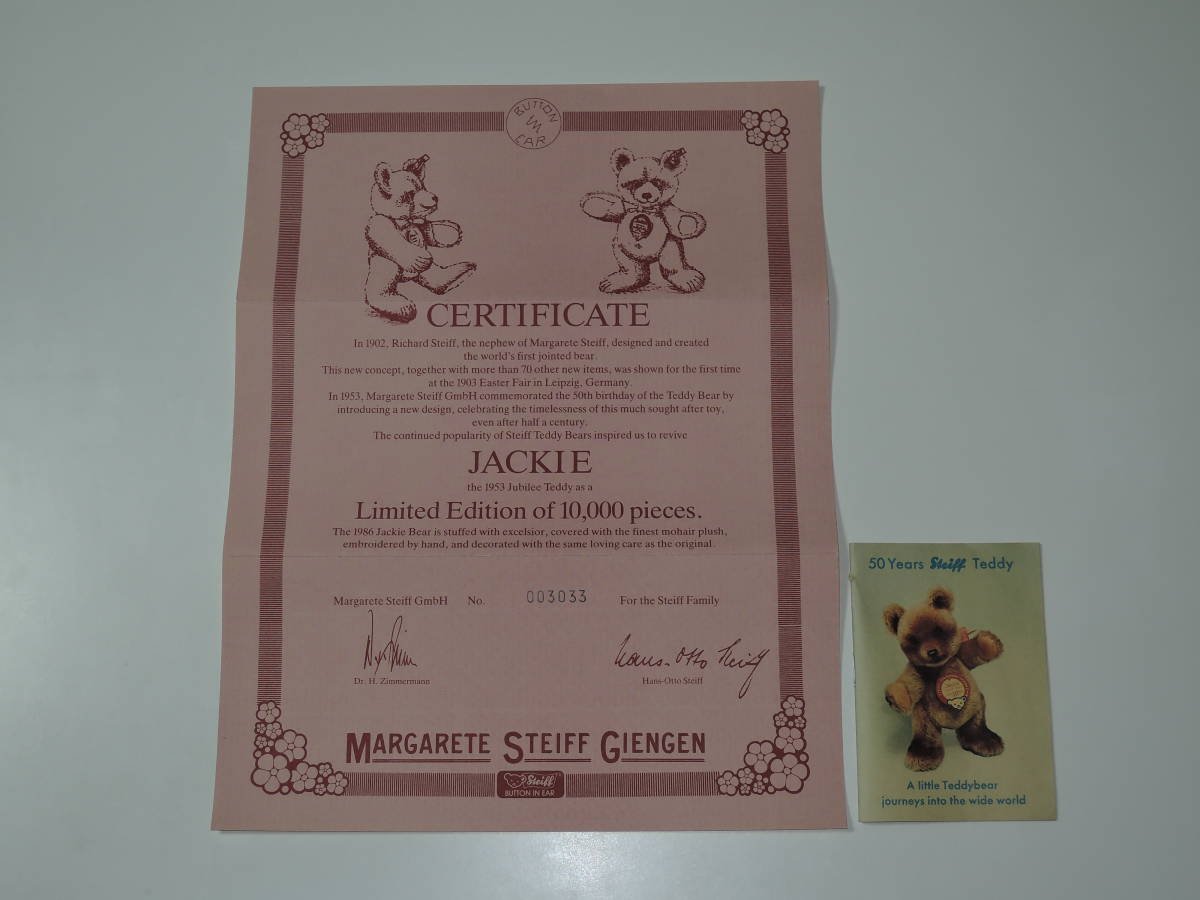 BUTTON
IN
EAR
CERTIFICATE
In 1902, Richard Steiff, the nephew of Margarete Steiff, designed and created
the world's first jointed bear.
This new concept, together with more than 70 other new items, was shown for the first time
at the 1903 Easter Fair in Leipzig, Germany.
In 1953, Margarete Steiff GmbH commemorated the 50th birthday of the Teddy Bear by
introducing a new design, celebrating the timelessness of this much sought after toy,
even after half a century.
The continued popularity of Steiff Teddy Bears inspired us to revive
JACKIE
the 1953 Jubilee Teddy as a
Limited Edition of 10,000 pieces.
The 1986 Jackie Bear is stuffed with excelsior, covered with the finest mohair plush,
embroidered by hand, and decorated with the same loving care as the original.
Margarete Steiff GmbH No. 003033 For the Steiff Family
Hans-Otto Steiff
Dr. H. Zimmermann Hans-Otto Steiff
MARGARETE STEIFF GIENGEN
Steiff
BUTTON IN EAR
50 Years Steiff Teddy
A little Teddybear
journeys into the wide world